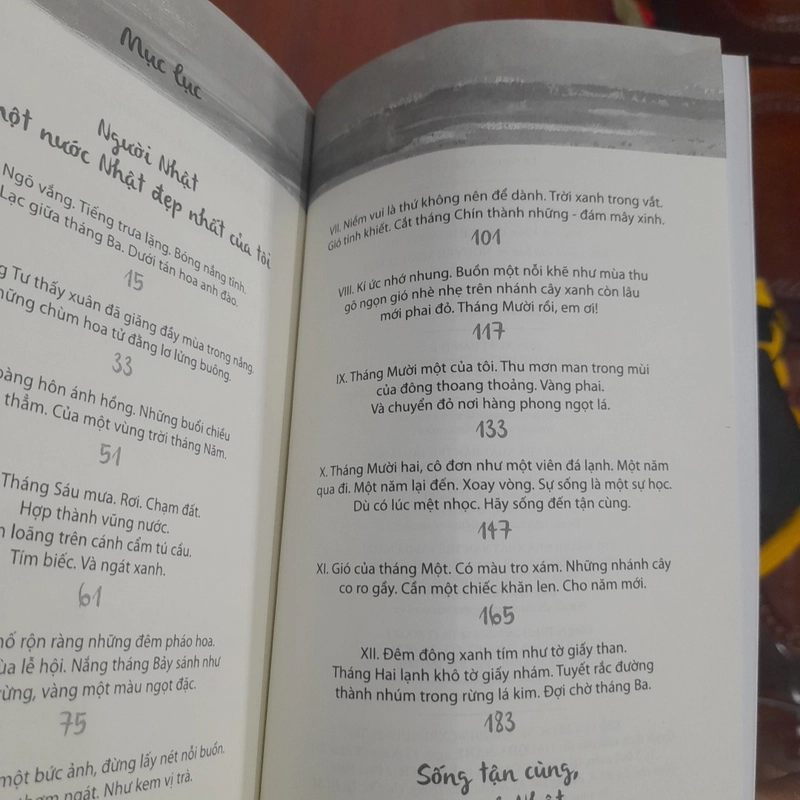 Mục lục
Người Nhật
một nước Nhật đẹp nhất của tôi
Ngõ vắng. Tiếng trưa lặng. Bóng nắng tĩnh.
Lạc giữa tháng Ba. Dưới tán hoa anh đào.
15
Tư thấy xuân đã giăng đầy mùa trong nắng.
những chùm hoa tử đằng lơ lửng buông.
33
hoàng hôn ánh hồng. Những buổi chiều
thẳm. Của một vùng trời tháng Năm.
51
Tháng Sáu mưa. Rơi. Chạm đất.
Hợp thành vũng nước.
loãng trên cánh cẩm tú cầu.
Tím biếc. Và ngát xanh.
61
rộn ràng những đêm pháo hoa.
lễ hội. Nắng tháng Bảy sánh như
vàng một màu ngọt đặc.
75
một bức ảnh, đừng lấy nét nỗi buồn.
ngát. Như kem vị trà.
VII. Niềm vui là thứ không nên để dành. Trời xanh trong vắt.
Gió tinh khiết. Cắt tháng Chín thành những - đám mây xinh.
101
VIII. Kí ức nhớ nhung. Buồn một nỗi khẽ như mùa thu
gõ ngọn gió nhè nhẹ trên nhánh cây xanh còn lâu
mới phai đỏ. Tháng Mười rồi, em ơi!
117
IX. Tháng Mười một của tôi. Thu mơn man trong mùi
của đông thoang thoảng. Vàng phai.
Và chuyển đỏ nơi hàng phong ngọt lá.
133
X. Tháng Mười hai, cô đơn như một viên đá lạnh. Một năm
qua đi. Một năm lại đến. Xoay vòng. Sự sống là một sự học.
Dù có lúc mệt nhọc. Hãy sống đến tận cùng.
147
XI. Gió của tháng Một. Có màu tro xám. Những nhánh cây
co ro gầy. Cần một chiếc khăn len. Cho năm mới.
165
XII. Đêm đông xanh tím như tờ giấy than.
Tháng Hai lạnh khô tờ giấy nhám. Tuyết rắc đường
thành nhúm trong rừng lá kim. Đợi chờ tháng Ba.
183
Sống tận cùng,